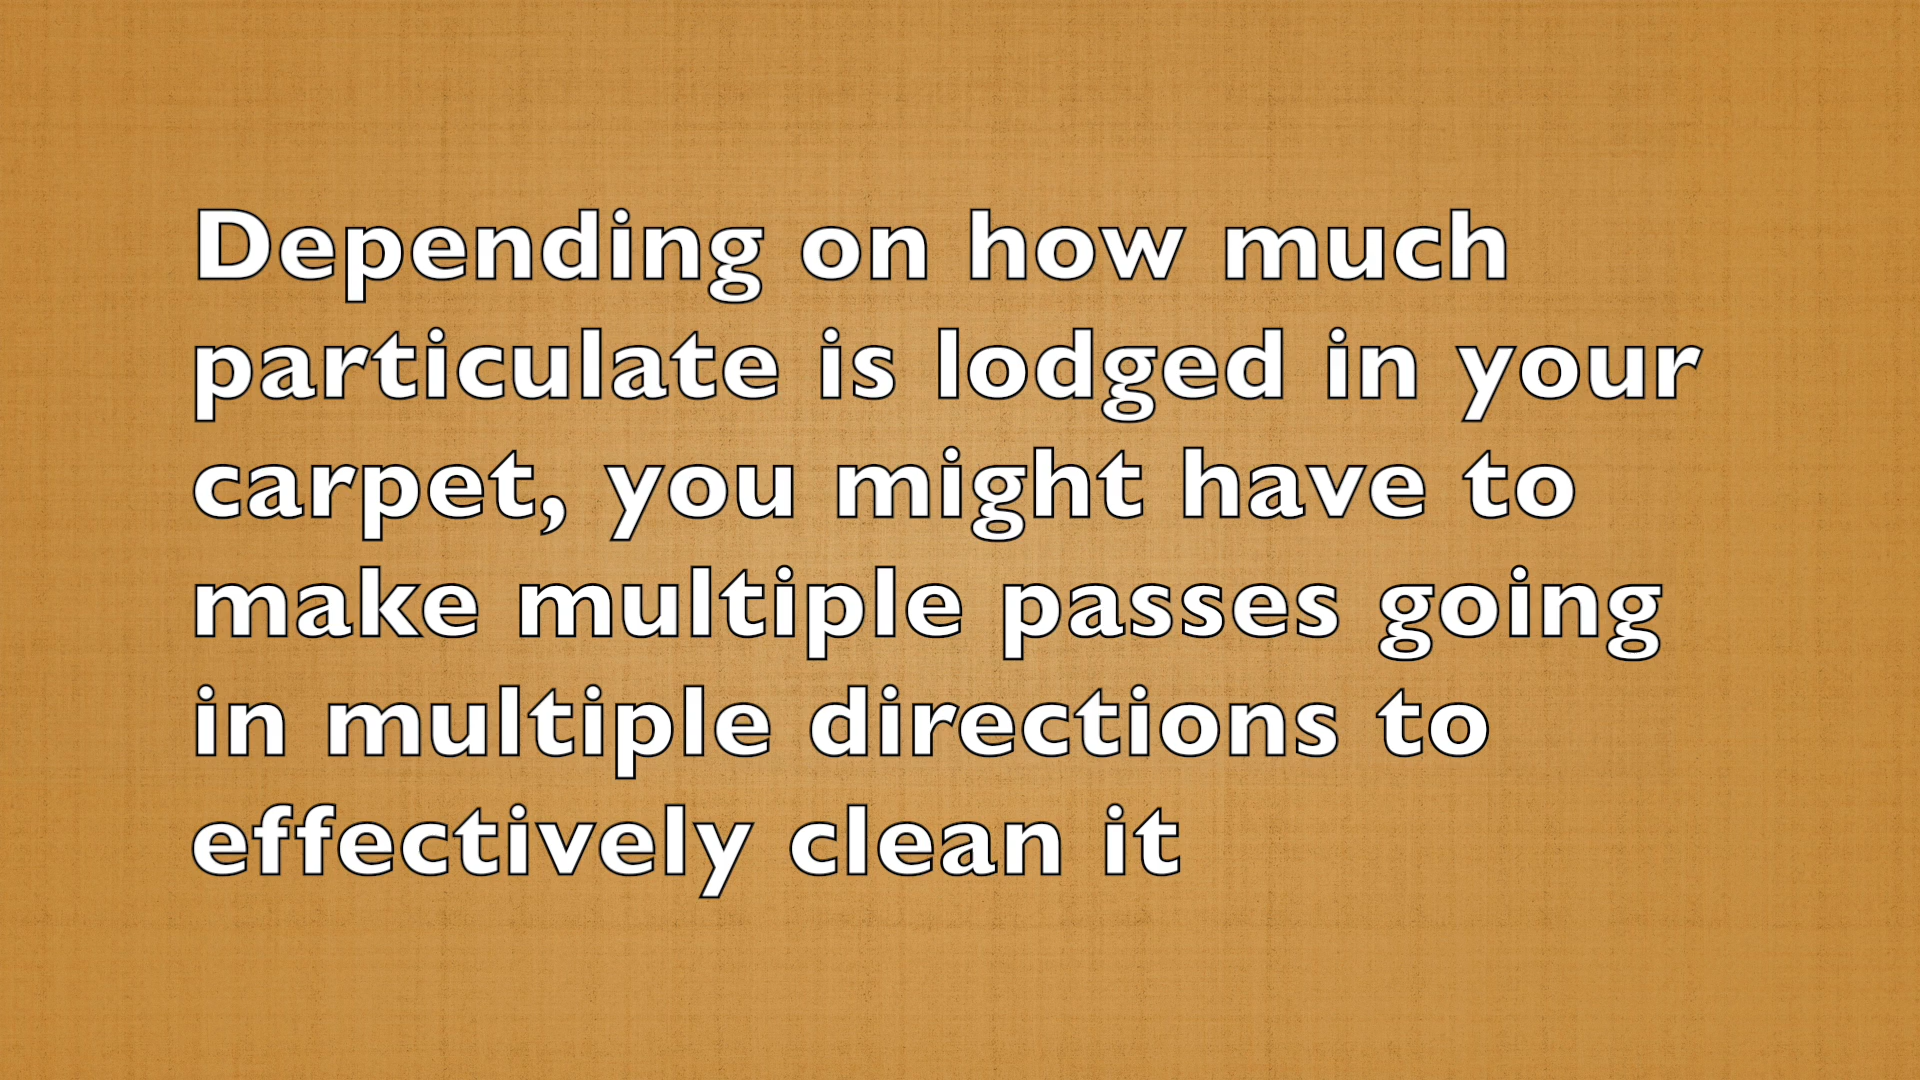 Depending on how much
particulate is lodged in your
carpet, you might have to
make multiple passes going
in multiple directions to
effectively clean it